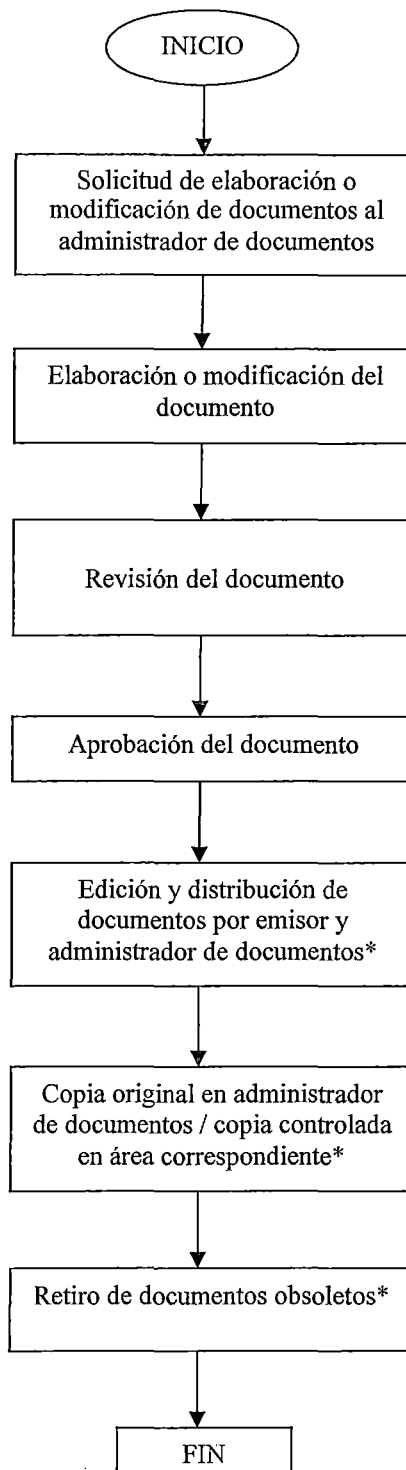 INICIO
Solicitud de elaboración o
modificación de documentos al
administrador de documentos
Elaboración o modificación del
documento
Revisión del documento
Aprobación del documento
Edición y distribución de
documentos por emisor y
administrador de documentos*
Copia original en administrador
de documentos / copia controlada
en área correspondiente*
Retiro de documentos obsoletos*
FIN